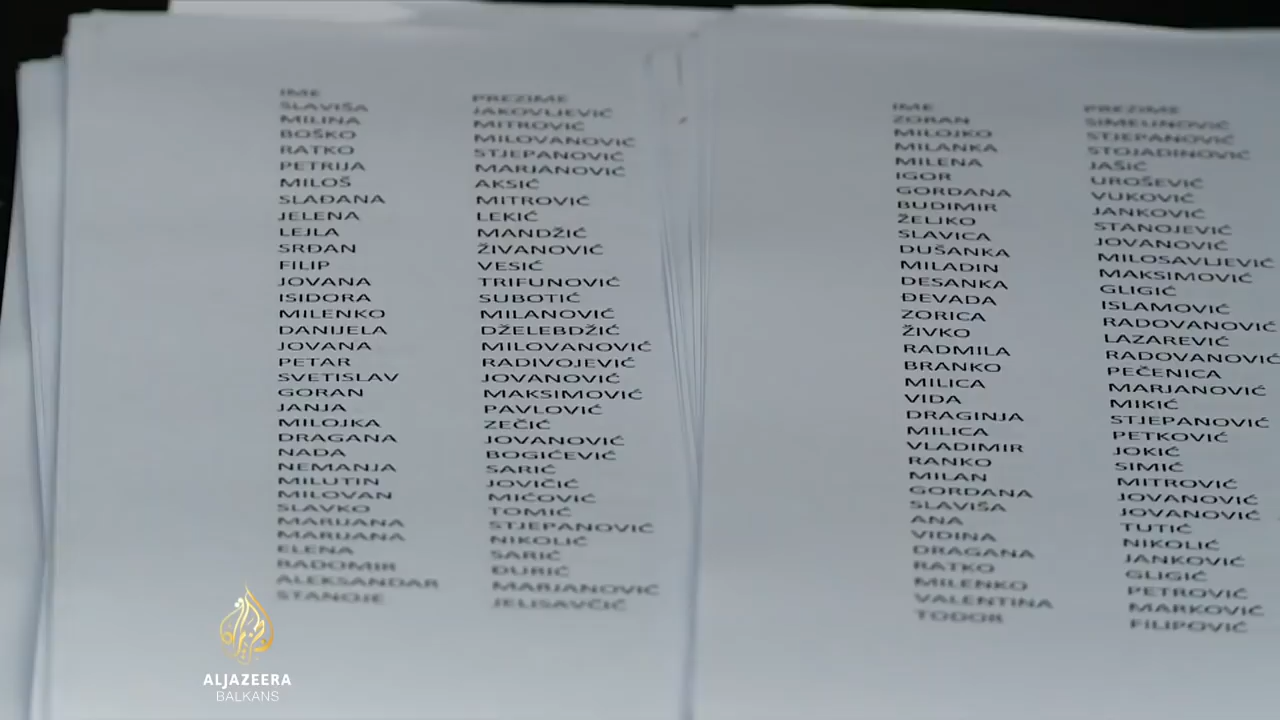 IME PREZIME
SLAVIŠA JAKOVLJEVIĆ
MILINA MITROVIĆ
BOŠKO MILOVANOVIĆ
RATKO STJEPANOVIĆ
PETRIJA MARJANOVIĆ
MILOŠ AKSIĆ
SLAĐANA MITROVIĆ
JELENA LEKIĆ
LEJLA MANDŽIĆ
SRĐAN ŽIVANOVIĆ
FILIP VESIĆ
JOVANA TRIFUNOVIĆ
ISIDORA SUBOTIĆ
MILENKO MILANOVIĆ
DANIJELA DŽELEBDŽIĆ
JOVANA MILOVANOVIĆ
PETAR RADIVOJEVIĆ
SVETISLAV JOVANOVIĆ
GORAN MAKSIMOVIĆ
JANJA PAVLOVIĆ
MILOJKA ZEČIĆ
DRAGANA JOVANOVIĆ
NADA BOGIĆEVIĆ
NEMANJA SARIĆ
MILUTIN JOVIČIĆ
MILOVAN MIĆOVIĆ
SLAVKO TOMIĆ
MARIJANA STJEPANOVIĆ
MARIJANA NIKOLIĆ
ELENA SARIĆ
RADOMIR ĐURIĆ
ALEKSANDAR MARJANOVIĆ
STANOJE JELISAVČIĆ
IME PREZIME
ZORAN SIMEUNOVIĆ
MILOJKO STJEPANOVIĆ
MILANKA STOJADINOVIĆ
MILENA JAŠIĆ
IGOR UROŠEVIĆ
GORDANA VUKOVIĆ
BUDIMIR JANKOVIĆ
ŽELJKO STANOJEVIĆ
SLAVICA JOVANOVIĆ
DUŠANKA MILOSAVLJEVIĆ
MILADIN MAKSIMOVIĆ
DESANKA GLIGIĆ
ĐEVADA ISLAMOVIĆ
ZORICA RADOVANOVIĆ
ŽIVKO LAZAREVIĆ
RADMILA RADOVANOVIĆ
BRANKO PEČENICA
MILICA MARJANOVIĆ
VIDA MIKIĆ
DRAGINJA STJEPANOVIĆ
MILICA PETKOVIĆ
VLADIMIR JOKIĆ
RANKO SIMIĆ
MILAN MITROVIĆ
GORDANA JOVANOVIĆ
SLAVIŠA JOVANOVIĆ
ANA TUTIĆ
VIDINA NIKOLIĆ
DRAGANA JANKOVIĆ
RATKO GLIGIĆ
MILENKO PETROVIĆ
VALENTINA MARKOVIĆ
TODOR FILIPOVIĆ
ALJAZEERA
BALKANS